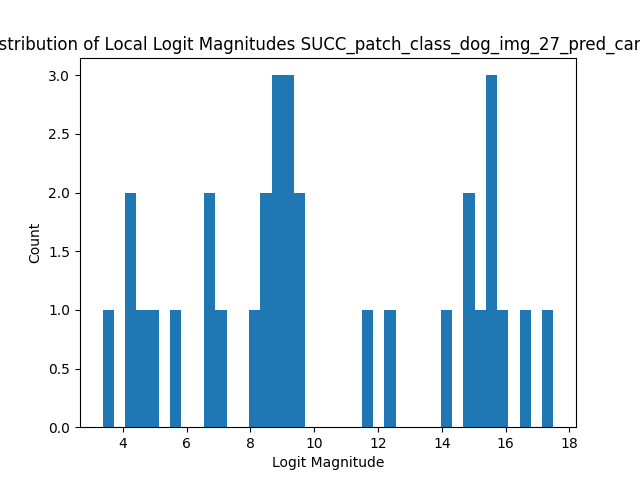 stribution of Local Logit Magnitudes SUCC_patch_class_dog_img_27_pred_car
3.0
2.5
2.0
1.5
1.0
0.5
0.0
Count
4 6 8 10 12 14 16 18
Logit Magnitude